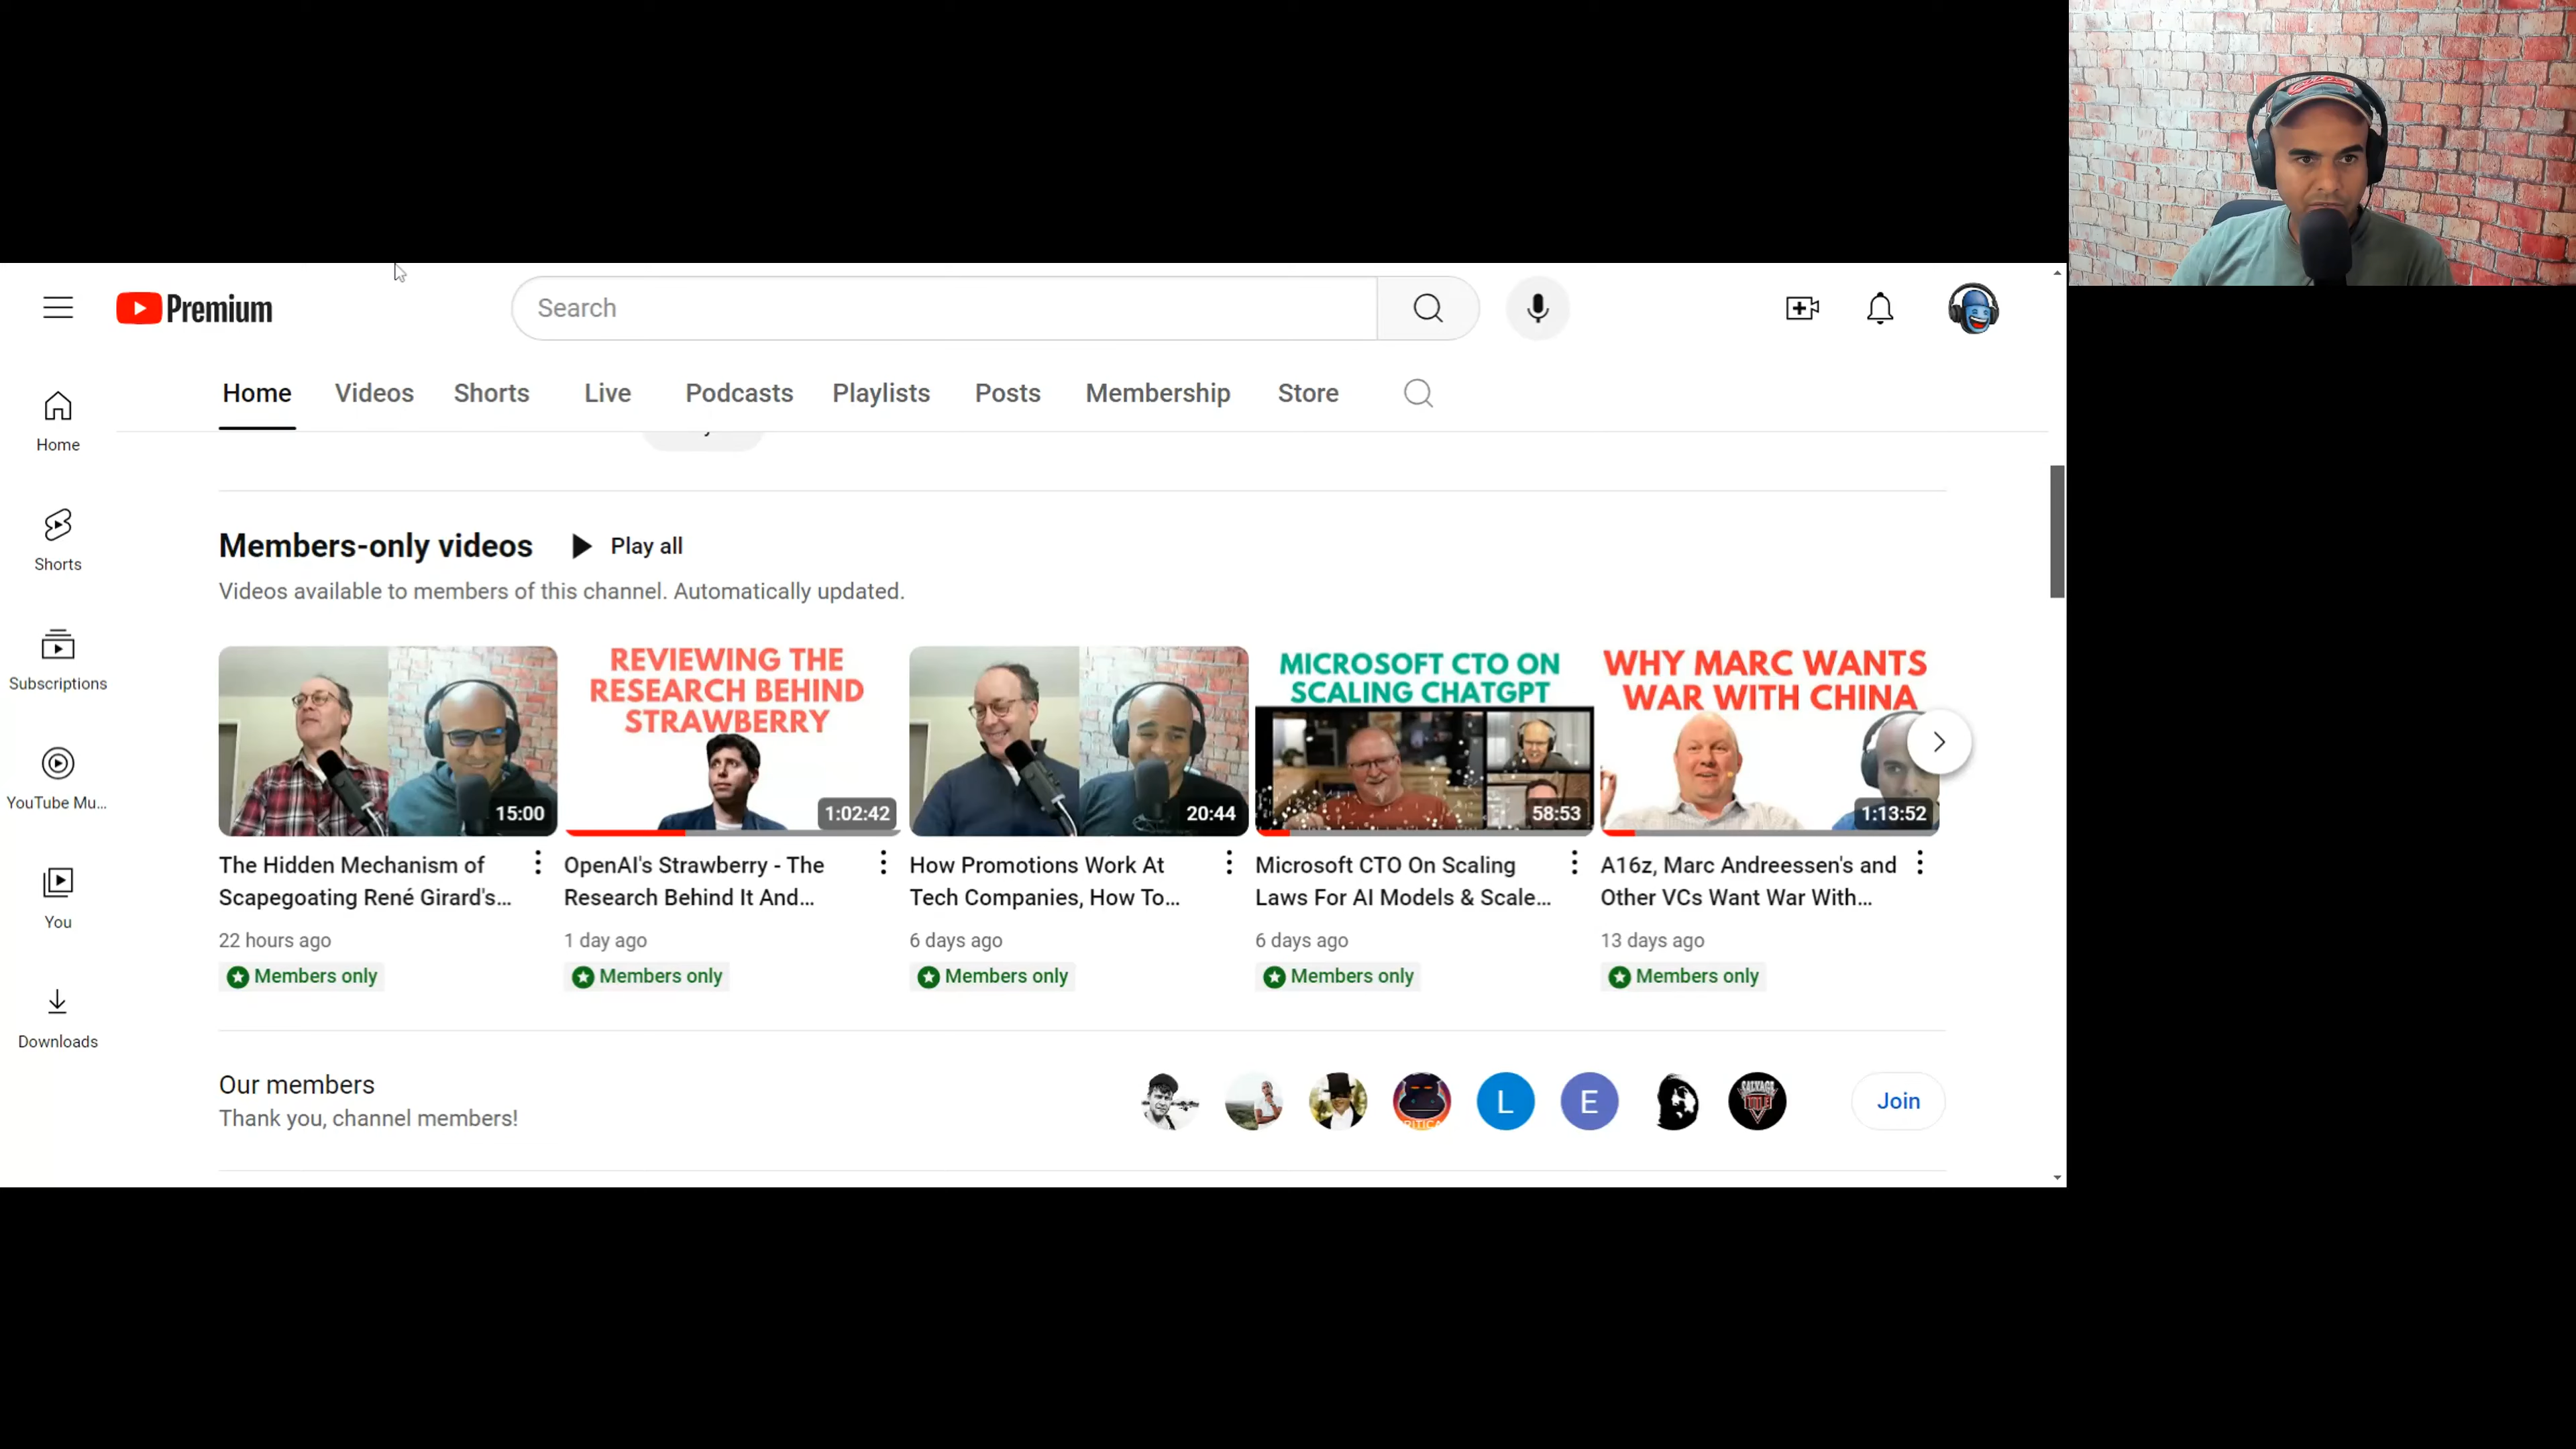 Premium
Search
Home
Videos
Shorts
Live
Podcasts
Playlists
Posts
Membership
Store
Home
Shorts
Subscriptions
YouTube Mu...
You
Downloads
Members-only videos
Play all
Videos available to members of this channel. Automatically updated.
15:00
The Hidden Mechanism of
Scapegoating René Girard's...
22 hours ago
Members only
REVIEWING THE
RESEARCH BEHIND
STRAWBERRY
1:02:42
OpenAI's Strawberry - The
Research Behind It And...
1 day ago
Members only
20:44
How Promotions Work At
Tech Companies, How To...
6 days ago
Members only
MICROSOFT CTO ON
SCALING CHATGPT
58:53
Microsoft CTO On Scaling
Laws For AI Models & Scale...
6 days ago
Members only
WHY MARC WANTS
WAR WITH CHINA
1:13:52
A16z, Marc Andreessen's and
Other VCs Want War With...
13 days ago
Members only
Our members
Thank you, channel members!
L
E
SALVAGE
TITLE
Join